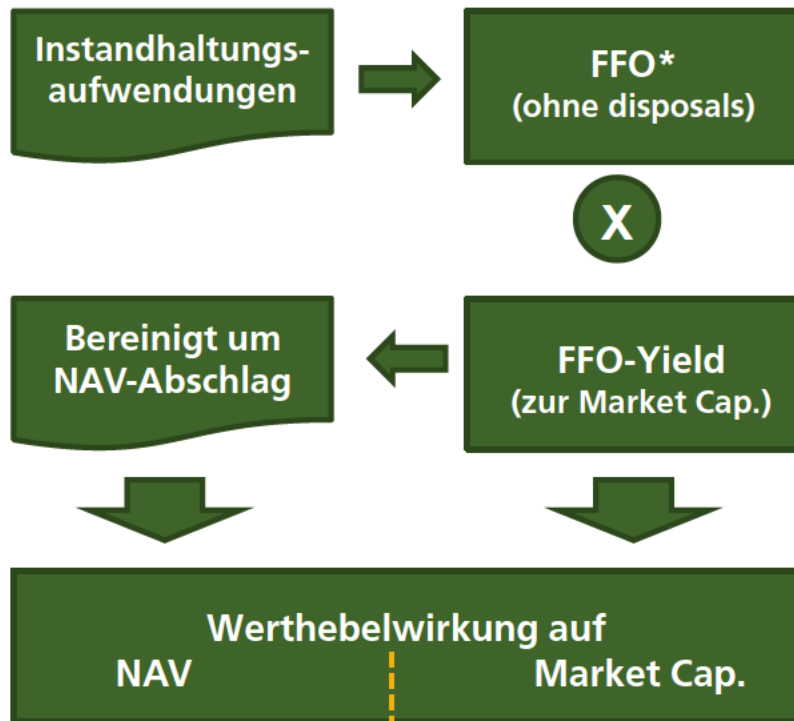 Instandhaltungs-
aufwendungen
FFO*
(ohne disposals)
X
Bereinigt um
NAV-Abschlag
FFO-Yield
(zur Market Cap.)
Werthebelwirkung auf
NAV
Market Cap.